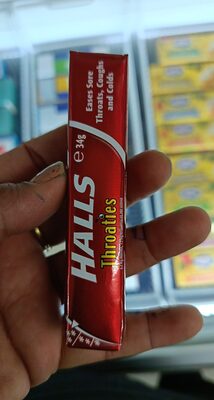 HALLS
Throaties
℮ 34g
Eases Sore
Throats, Coughs
and Colds